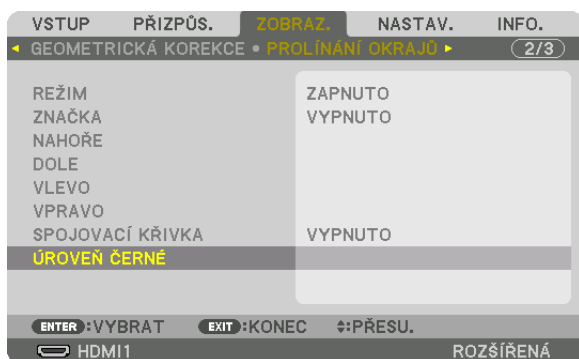 VSTUP PŘIZPŮS. ZOBRAZ. NASTAV. INFO.
GEOMETRICKÁ KOREKCE • PROLÍNÁNÍ OKRAJŮ 2/3
REŽIM ZAPNUTO
ZNAČKA VYPNUTO
NAHOŘE
DOLE
VLEVO
VPRAVO
SPOJOVACÍ KŘIVKA VYPNUTO
ÚROVEŇ ČERNÉ
ENTER :VYBRAT EXIT :KONEC :PŘESU.
HDMI1 ROZŠÍŘENÁ